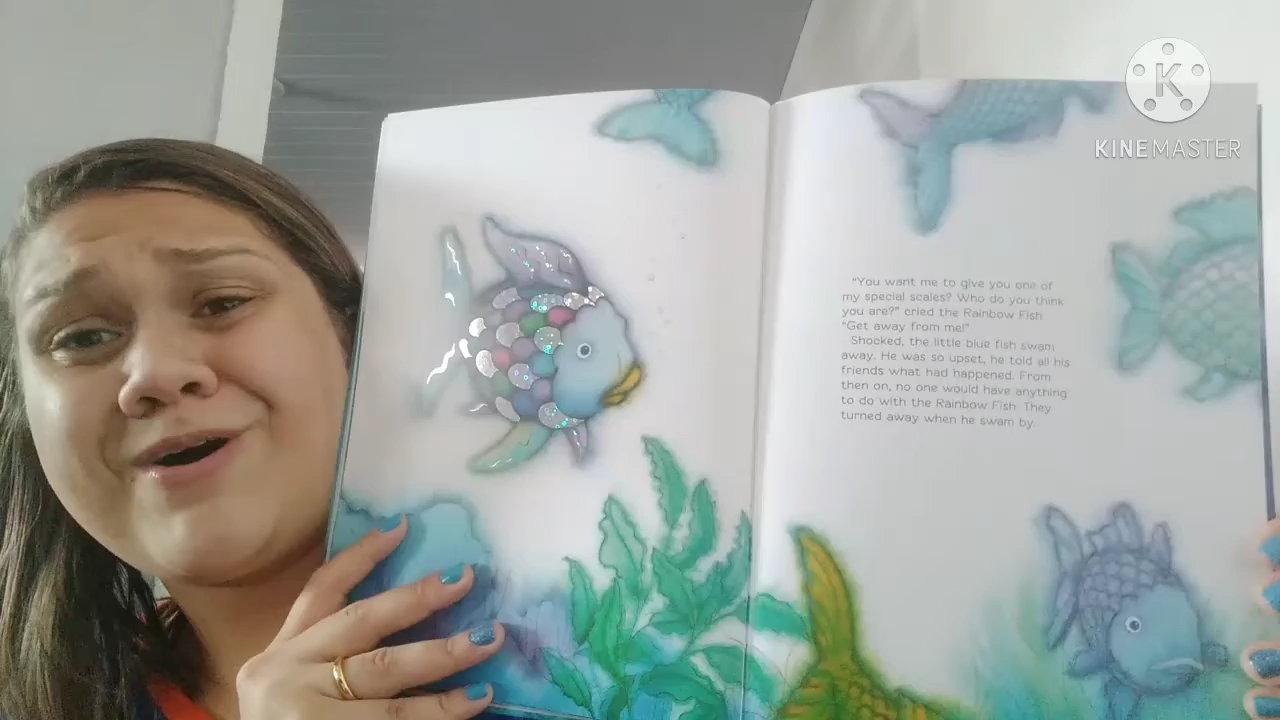 "You want me to give you one of
my special scales? Who do you think
you are?" cried the Rainbow Fish.
"Get away from me!"
Shocked, the little blue fish swam
away. He was so upset, he told all his
friends what had happened. From
then on, no one would have anything
to do with the Rainbow Fish. They
turned away when he swam by.
K
KINEMASTER